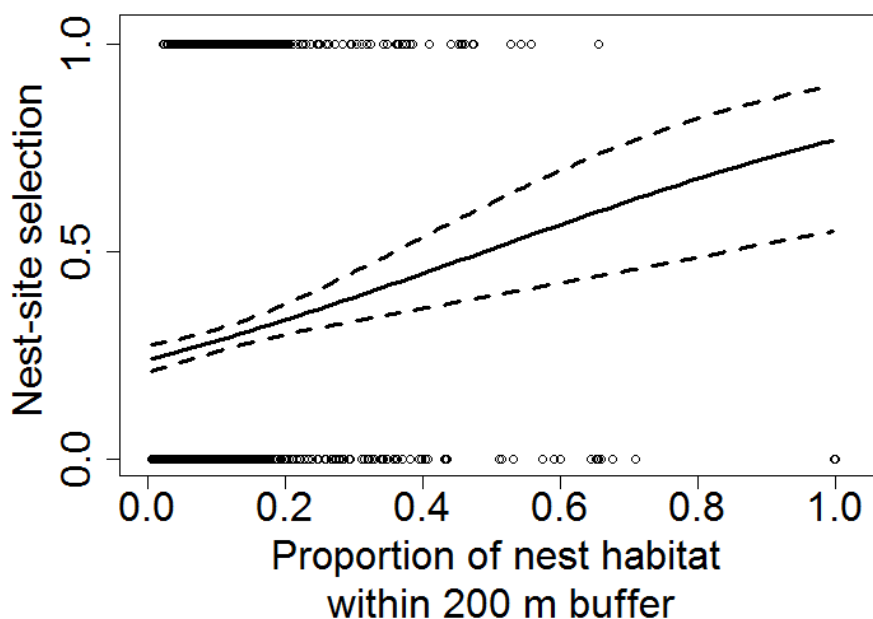 1.0
0.5
0.0
Nest-site selection
0.0 0.2 0.4 0.6 0.8 1.0
Proportion of nest habitat
within 200 m buffer